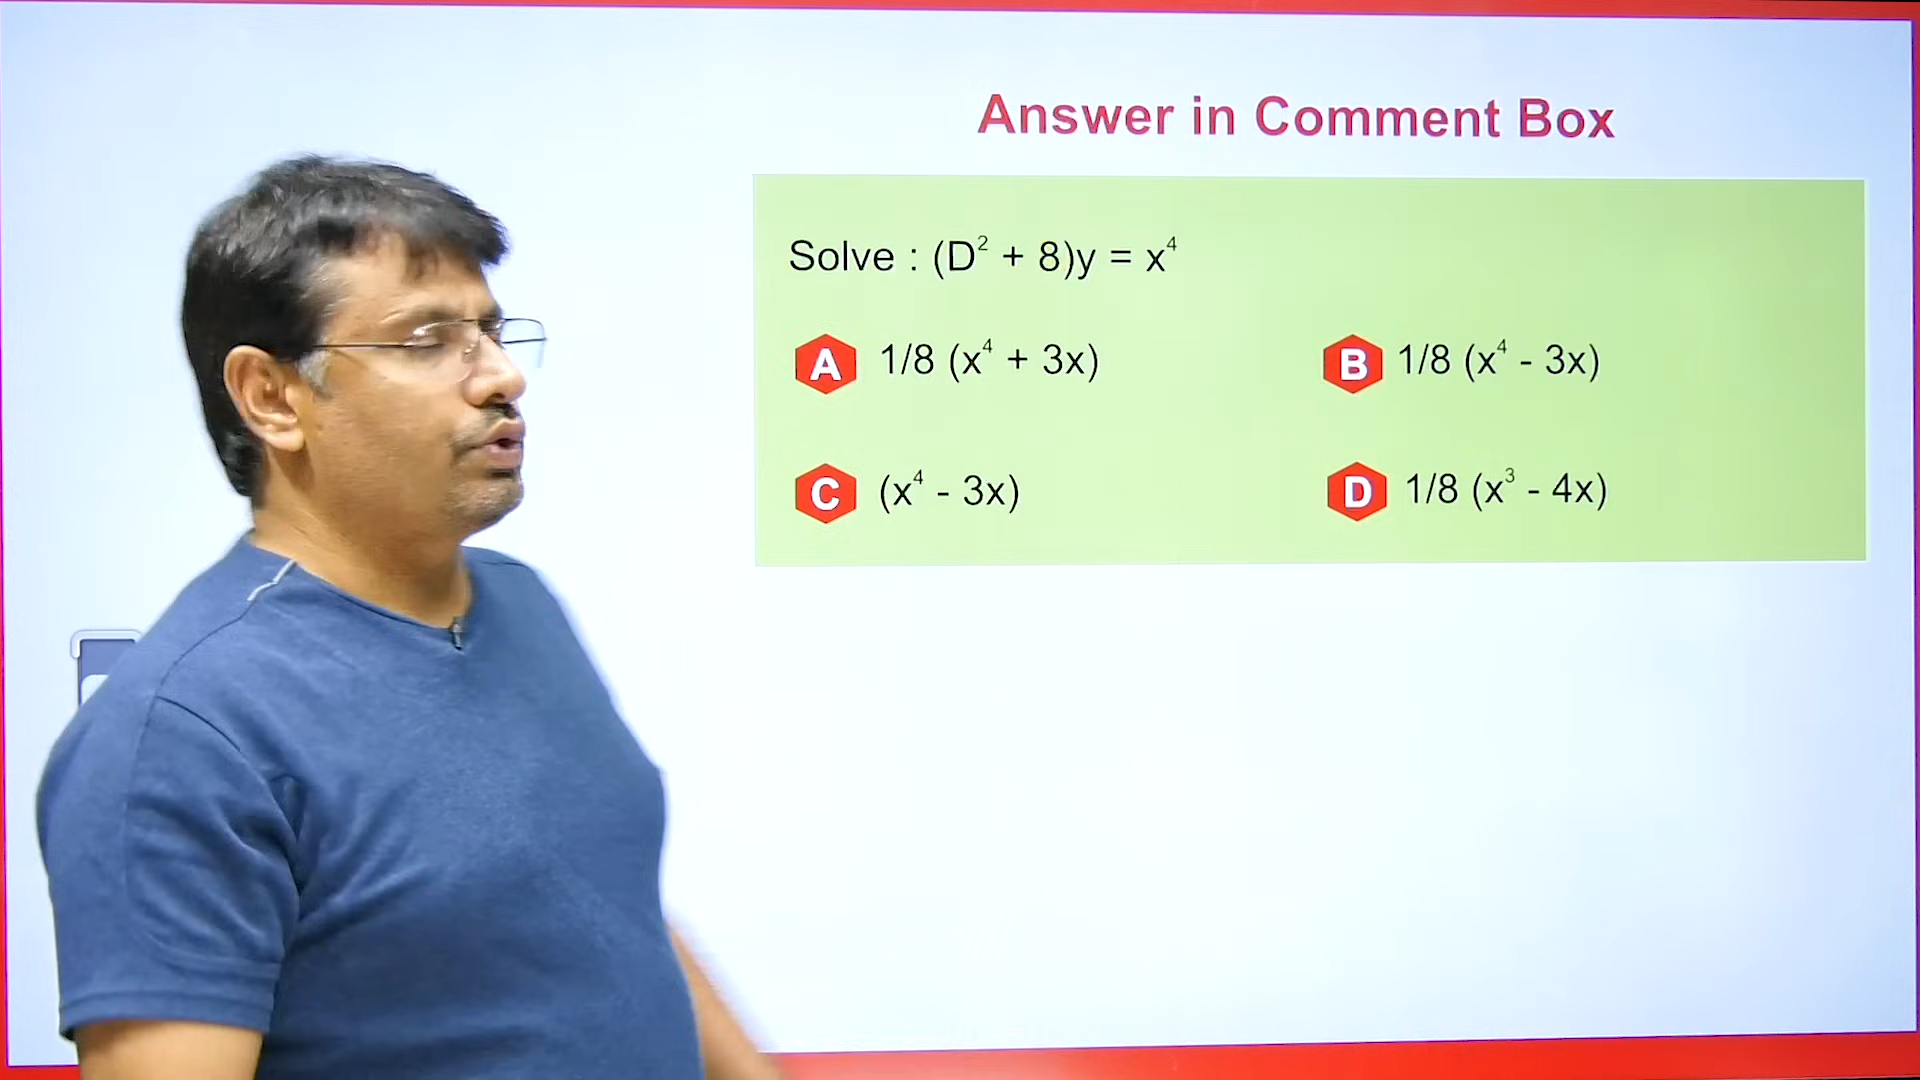 Answer in Comment Box
Solve : (D² + 8)y = x⁴
A 1/8 (x⁴ + 3x)
B 1/8 (x⁴ - 3x)
C (x⁴ - 3x)
D 1/8 (x³ - 4x)